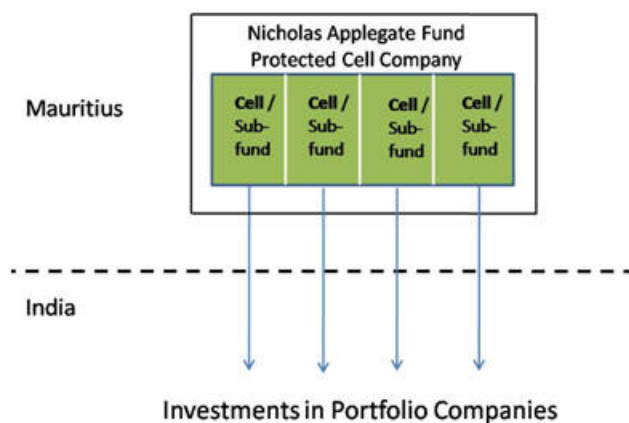 Nicholas Applegate Fund
Protected Cell Company
Mauritius
Cell /
Sub-
fund
Cell /
Sub-
fund
Cell /
Sub-
fund
Cell /
Sub-
fund
India
Investments in Portfolio Companies